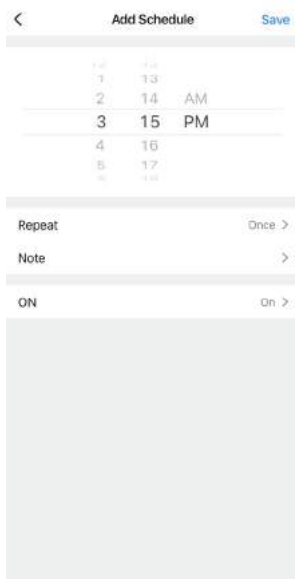 Add Schedule Save
1 13
2 14 AM
3 15 PM
4 16
5 17
Repeat Once
Note
ON On